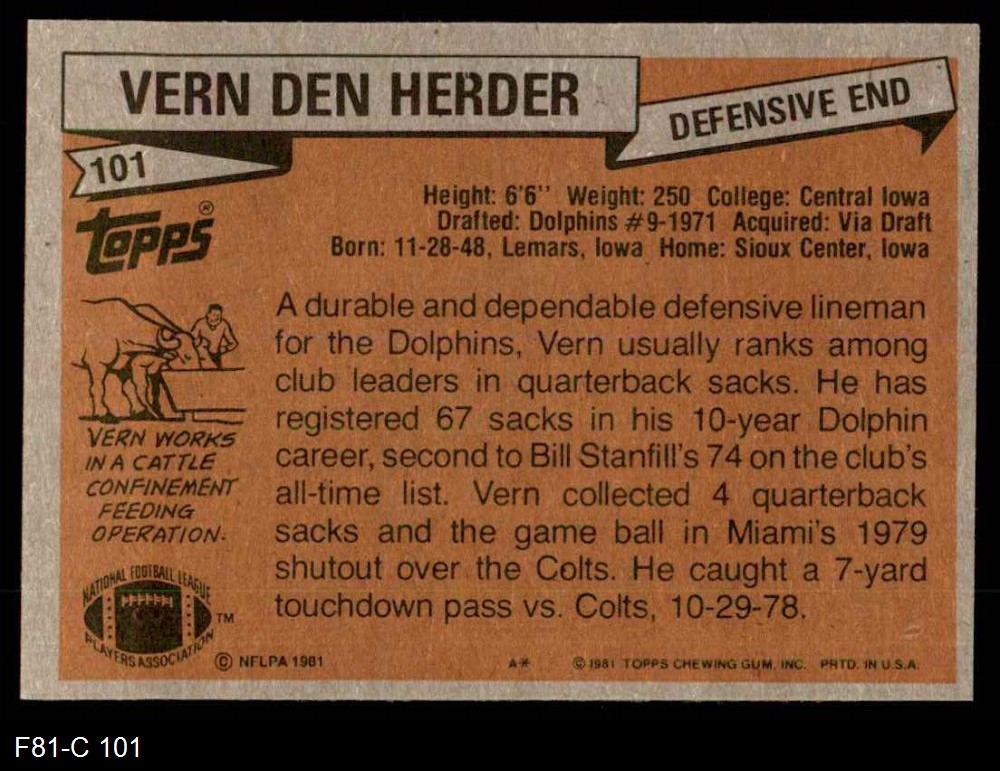 VERN DEN HERDER
DEFENSIVE END
101
Topps®
Height: 6'6'' Weight: 250 College: Central Iowa
Drafted: Dolphins #9-1971 Acquired: Via Draft
Born: 11-28-48, Lemars, Iowa Home: Sioux Center, Iowa
A durable and dependable defensive lineman
for the Dolphins, Vern usually ranks among
club leaders in quarterback sacks. He has
registered 67 sacks in his 10-year Dolphin
career, second to Bill Stanfill's 74 on the club's
all-time list. Vern collected 4 quarterback
sacks and the game ball in Miami's 1979
shutout over the Colts. He caught a 7-yard
touchdown pass vs. Colts, 10-29-78.
VERN WORKS
IN A CATTLE
CONFINEMENT
FEEDING
OPERATION.
NATIONAL FOOTBALL LEAGUE
PLAYERS ASSOCIATION
TM
© NFLPA 1981
A*
© 1981 TOPPS CHEWING GUM, INC. PRTD. IN U.S.A.
F81-C 101